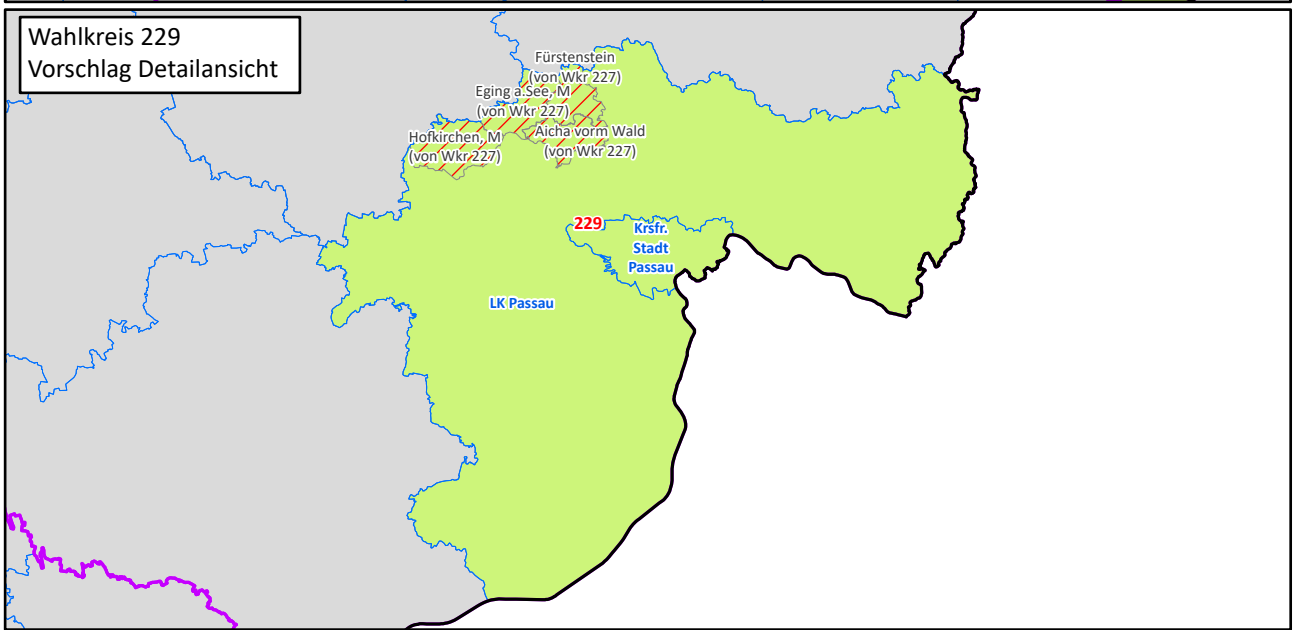 Wahlkreis 229
Vorschlag Detailansicht
Fürstenstein
(von Wkr 227)
Eging a.See, M
(von Wkr 227)
Hofkirchen, M
(von Wkr 227)
Aicha vorm Wald
(von Wkr 227)
229
Krsfr.
Stadt
Passau
LK Passau